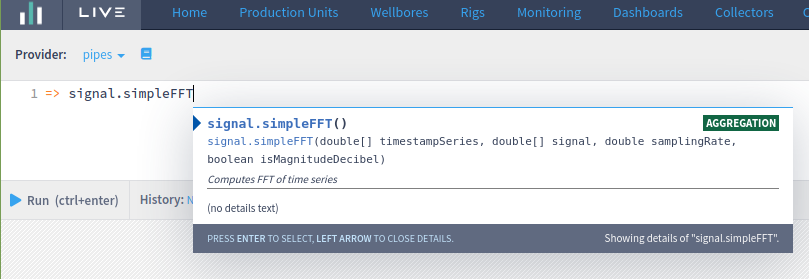 LIVE Home Production Units Wellbores Rigs Monitoring Dashboards Collectors
Provider: pipes
1 => signal.simpleFFT
signal.simpleFFT() AGGREGATION
signal.simpleFFT(double[] timestampSeries, double[] signal, double samplingRate,
boolean isMagnitudeDecibel)
Computes FFT of time series
(no details text)
Run (ctrl+enter) History: N
PRESS ENTER TO SELECT, LEFT ARROW TO CLOSE DETAILS. Showing details of "signal.simpleFFT".